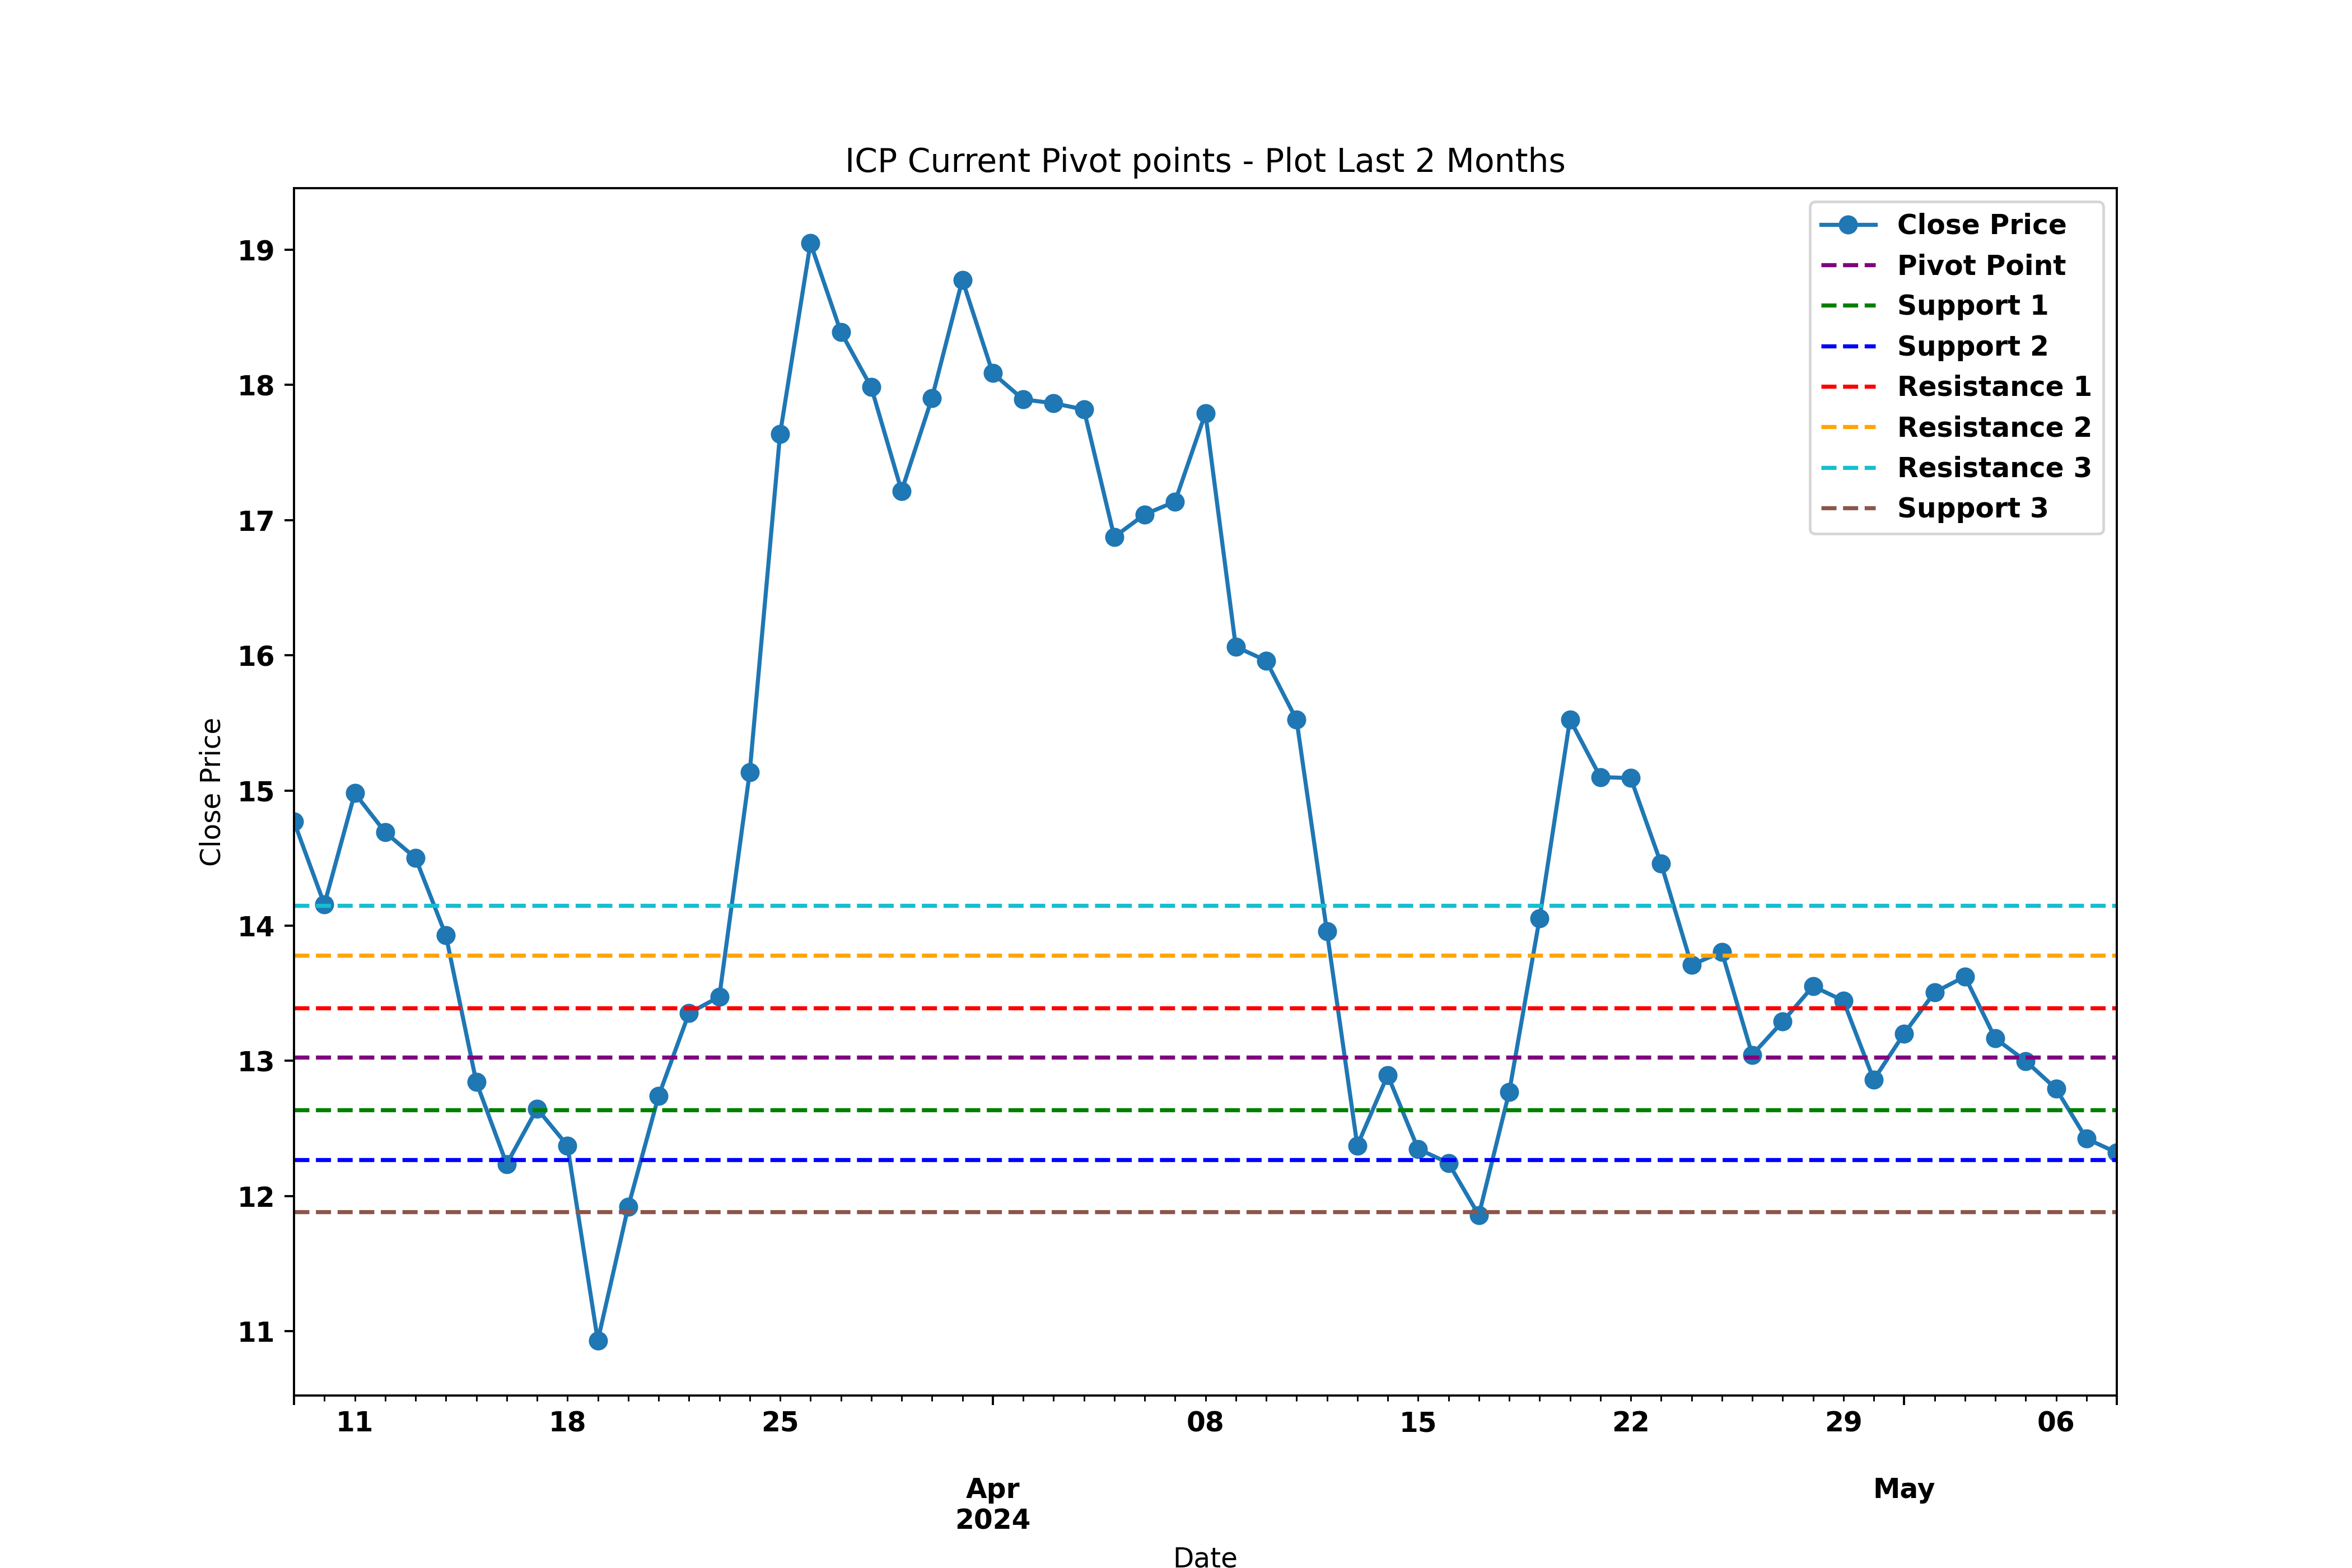 ICP Current Pivot points - Plot Last 2 Months
Close Price
Pivot Point
Support 1
Support 2
Resistance 1
Resistance 2
Resistance 3
Support 3
19
18
17
16
15
14
13
12
11
Close Price
11 18 25 08 15 22 29 06
Apr May
2024
Date